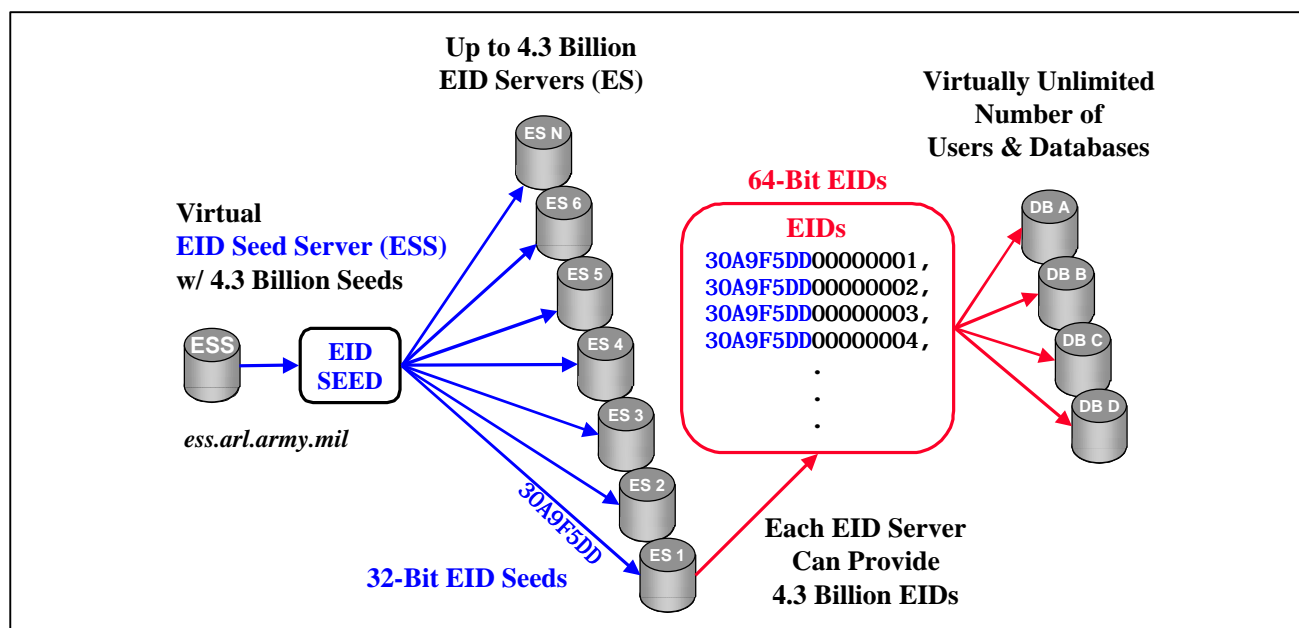 Up to 4.3 Billion
EID Servers (ES)
Virtually Unlimited
Number of
Users & Databases
Virtual
EID Seed Server (ESS)
w/ 4.3 Billion Seeds
ESS
EID
SEED
ess.arl.army.mil
ES N
ES 6
ES 5
ES 4
ES 3
ES 2
ES 1
30A9F5DD
32-Bit EID Seeds
64-Bit EIDs
EIDs
30A9F5DD00000001,
30A9F5DD00000002,
30A9F5DD00000003,
30A9F5DD00000004,
.
.
.
Each EID Server
Can Provide
4.3 Billion EIDs
DB A
DB B
DB C
DB D